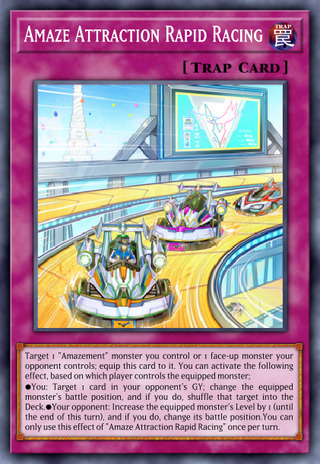 Amaze Attraction Rapid Racing
TRAP
罠
[Trap Card]
Target 1 "Amazement" monster you control or 1 face-up monster your
opponent controls; equip this card to it. You can activate the following
effect, based on which player controls the equipped monster;
●You: Target 1 card in your opponent's GY; change the equipped
monster's battle position, and if you do, shuffle that target into the
Deck.●Your opponent: Increase the equipped monster's Level by 1 (until
the end of this turn), and if you do, change its battle position.You can
only use this effect of "Amaze Attraction Rapid Racing" once per turn.